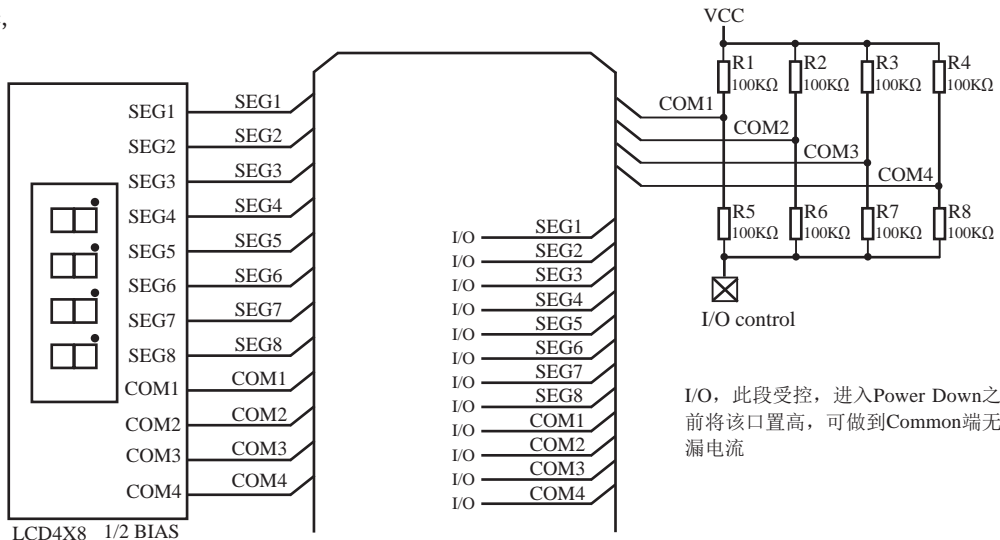 ,
VCC
R1
100KΩ
R2
100KΩ
R3
100KΩ
R4
100KΩ
COM1
COM2
COM3
COM4
R5
100KΩ
R6
100KΩ
R7
100KΩ
R8
100KΩ
I/O control
SEG1 SEG1
SEG2 SEG2
SEG3 SEG3
SEG4 SEG4
SEG5 SEG5
SEG6 SEG6
SEG7 SEG7
SEG8 SEG8
COM1 COM1
COM2 COM2
COM3 COM3
COM4 COM4
LCD4X8 1/2 BIAS
I/O SEG1
I/O SEG2
I/O SEG3
I/O SEG4
I/O SEG5
I/O SEG6
I/O SEG7
I/O SEG8
I/O COM1
I/O COM2
I/O COM3
I/O COM4
I/O，此段受控，进入Power Down之
前将该口置高，可做到Common端无
漏电流